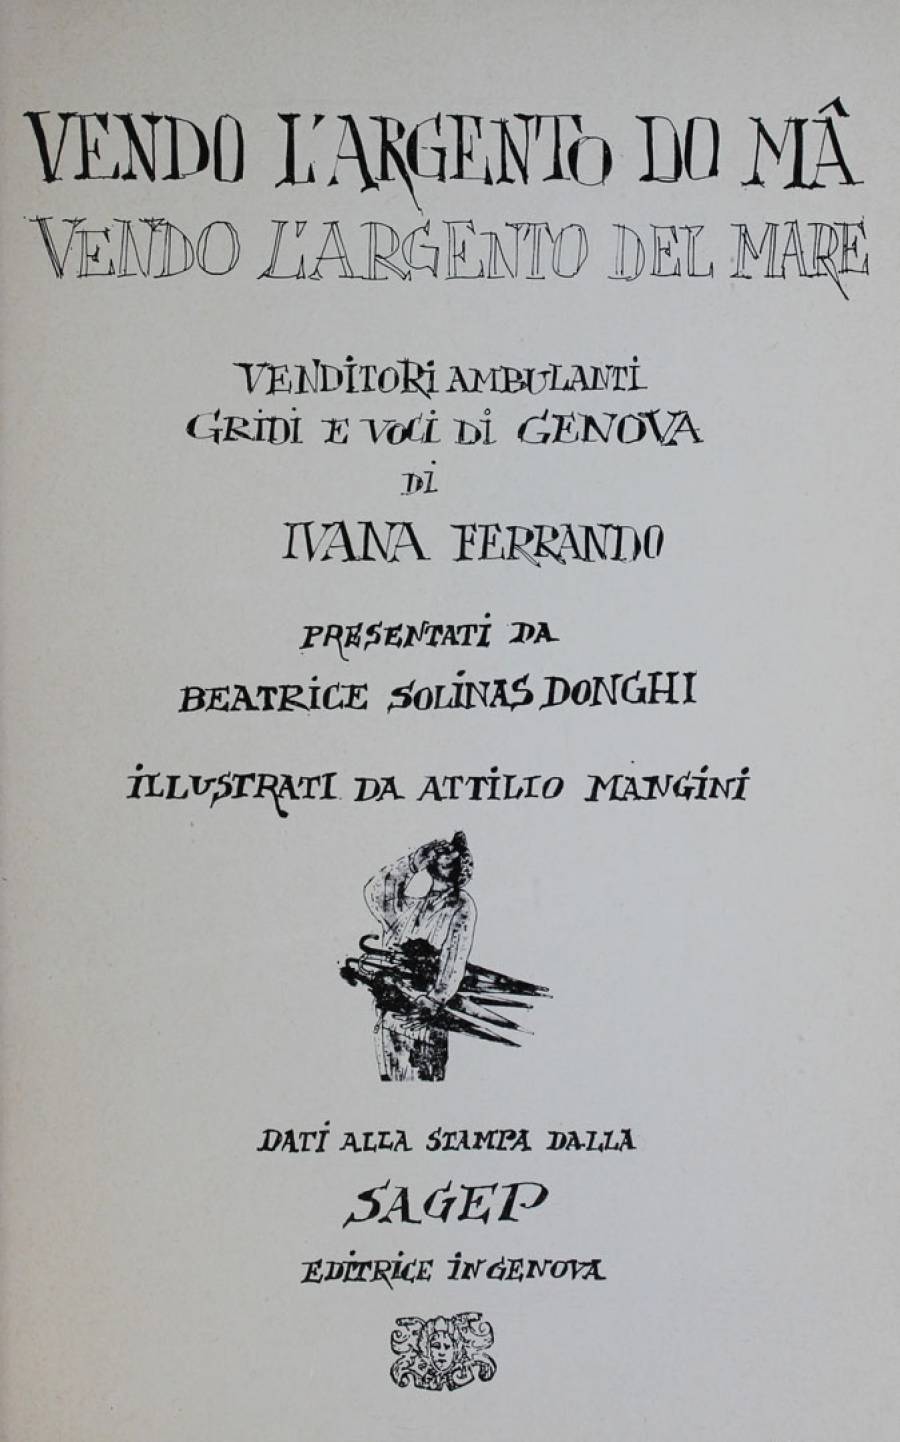 VENDO L'ARGENTO DO MÂ
VENDO L'ARGENTO DEL MARE
VENDITORI AMBULANTI
GRIDI E VOCI DI GENOVA
DI
IVANA FERRANDO
PRESENTATI DA
BEATRICE SOLINAS DONGHI
ILLUSTRATI DA ATTILIO MANGINI
DATI ALLA STAMPA DALLA
SAGEP
EDITRICE IN GENOVA